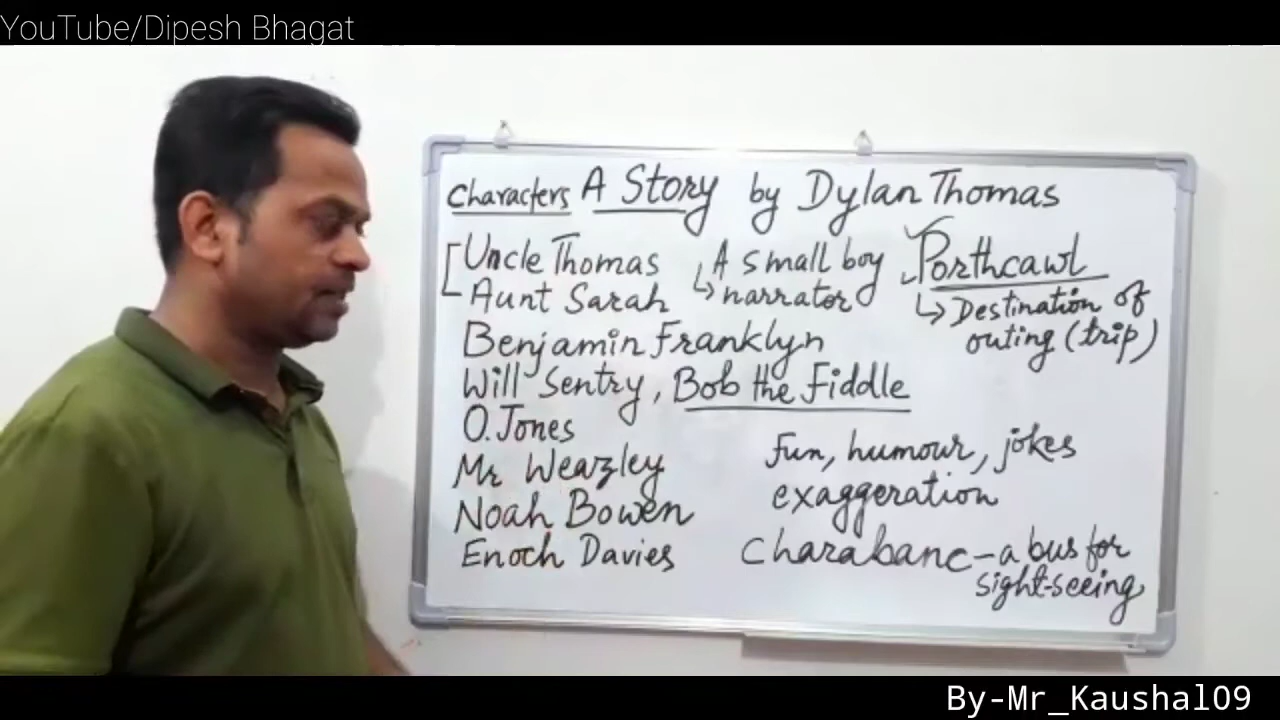 YouTube/Dipesh Bhagat
Characters A Story by Dylan Thomas
Uncle Thomas
Aunt Sarah
A small boy
narrator
Porthcawl
Destination of
outing (trip)
Benjamin Franklyn
Will Sentry, Bob the Fiddle
O. Jones
Mr Weazley
Noah Bowen
Enoch Davies
Fun, humour, jokes
exaggeration
Charabanc - a bus for
sight-seeing
By-Mr_Kaushal09